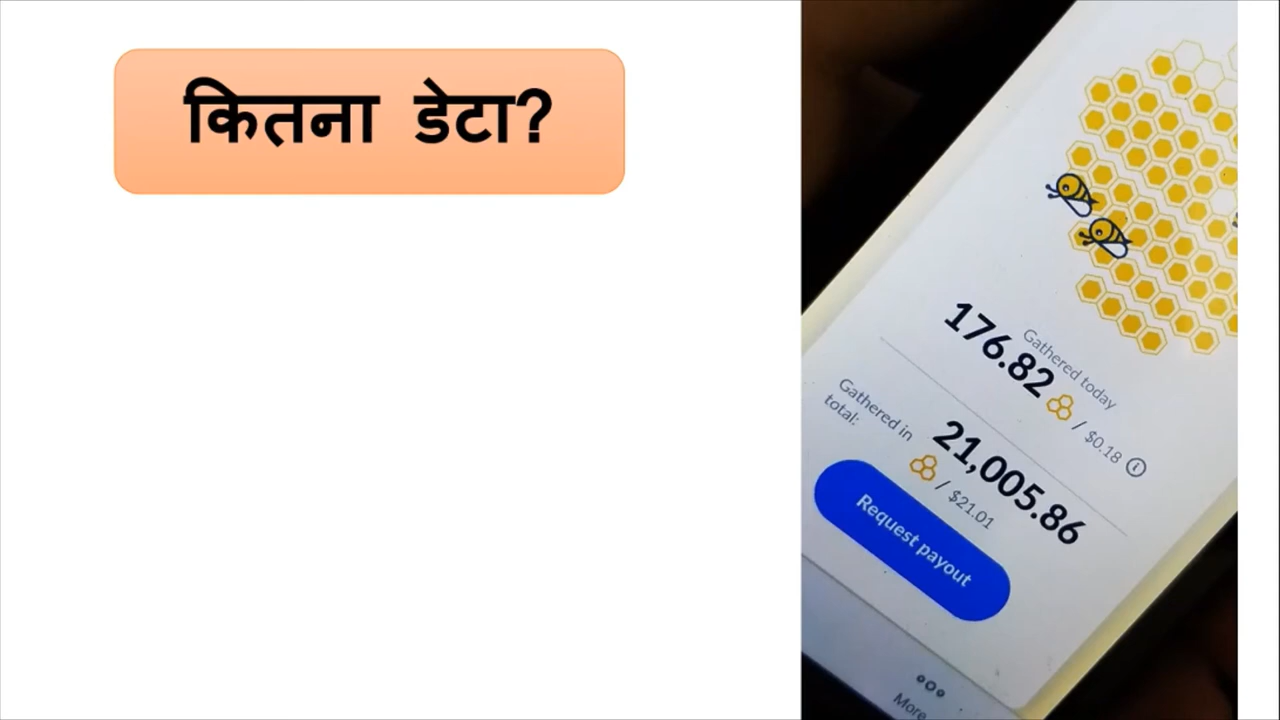 कितना डेटा?
Gathered today
176.82 / $0.18
Gathered in
total:
21,005.86
/ $21.01
Request payout
More